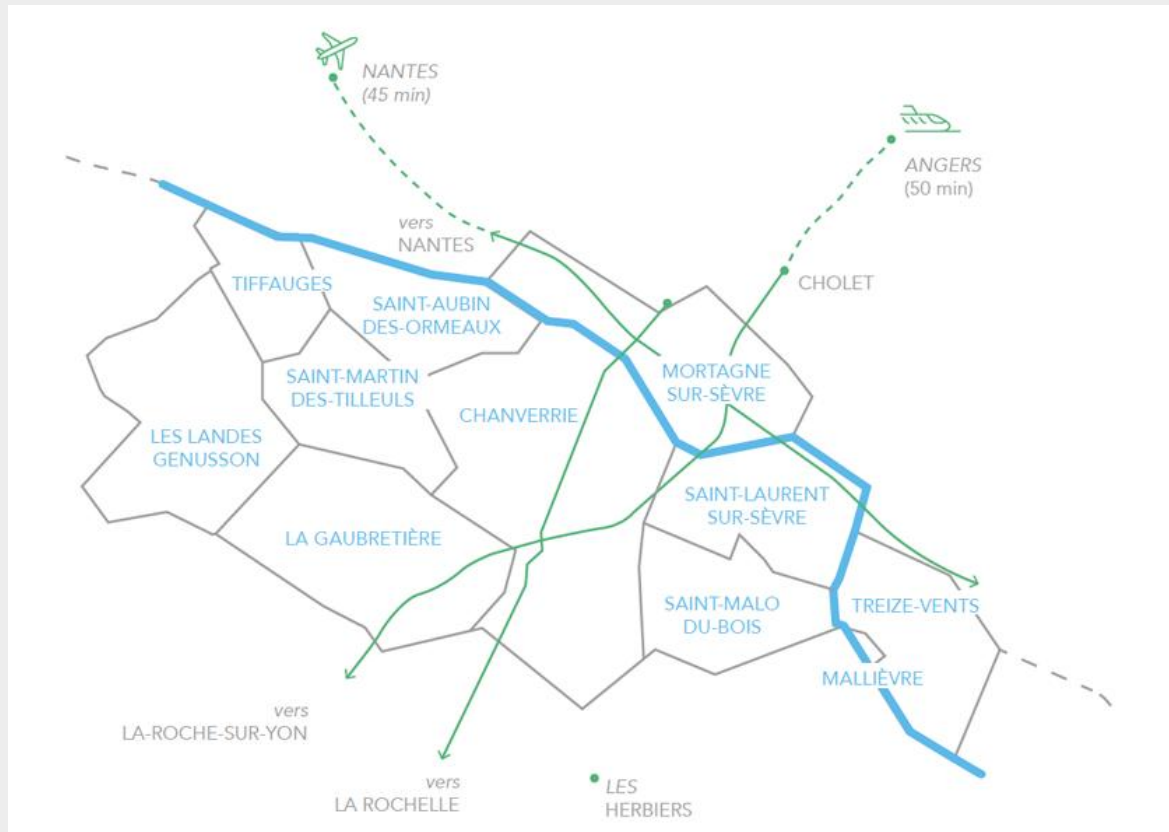 NANTES
(45 min)
ANGERS
(50 min)
vers
NANTES
CHOLET
TIFFAUGES
SAINT-AUBIN
DES-ORMEAUX
SAINT-MARTIN
DES-TILLEULS
MORTAGNE
SUR-SÈVRE
CHANVERRIE
LES LANDES
GENUSSON
SAINT-LAURENT
SUR-SÈVRE
LA GAUBRETIÈRE
SAINT-MALO
DU-BOIS
TREIZE-VENTS
MALLIÈVRE
vers
LA-ROCHE-SUR-YON
vers
LA ROCHELLE
LES
HERBIERS